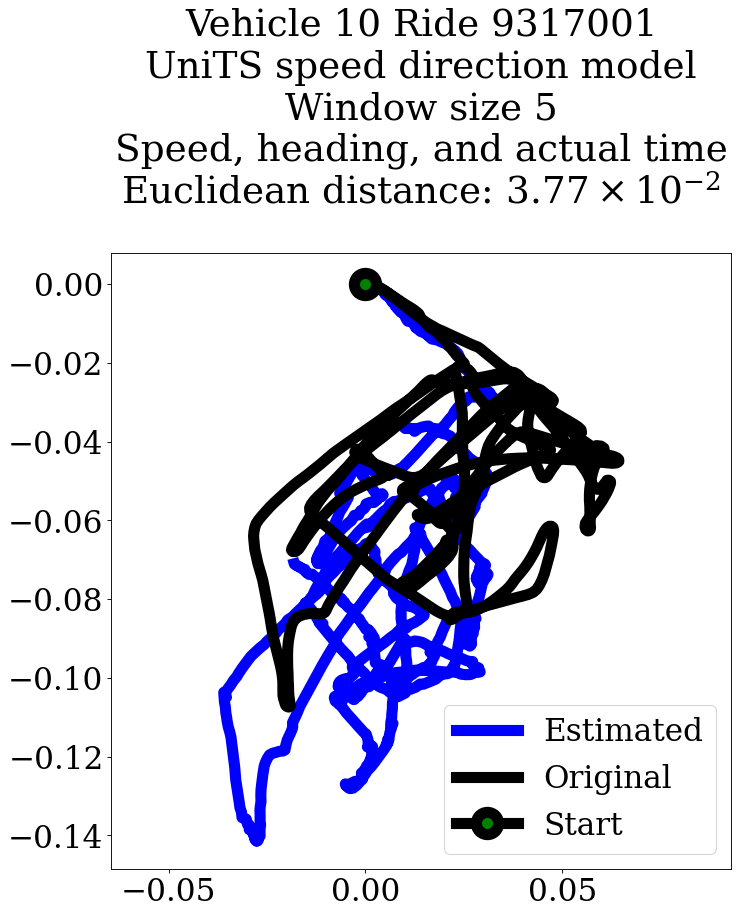 Vehicle 10 Ride 9317001
UniTS speed direction model
Window size 5
Speed, heading, and actual time
Euclidean distance: 3.77 × 10⁻²
0.00
−0.02
−0.04
−0.06
−0.08
−0.10
−0.12
−0.14
Estimated
Original
Start
−0.05 0.00 0.05